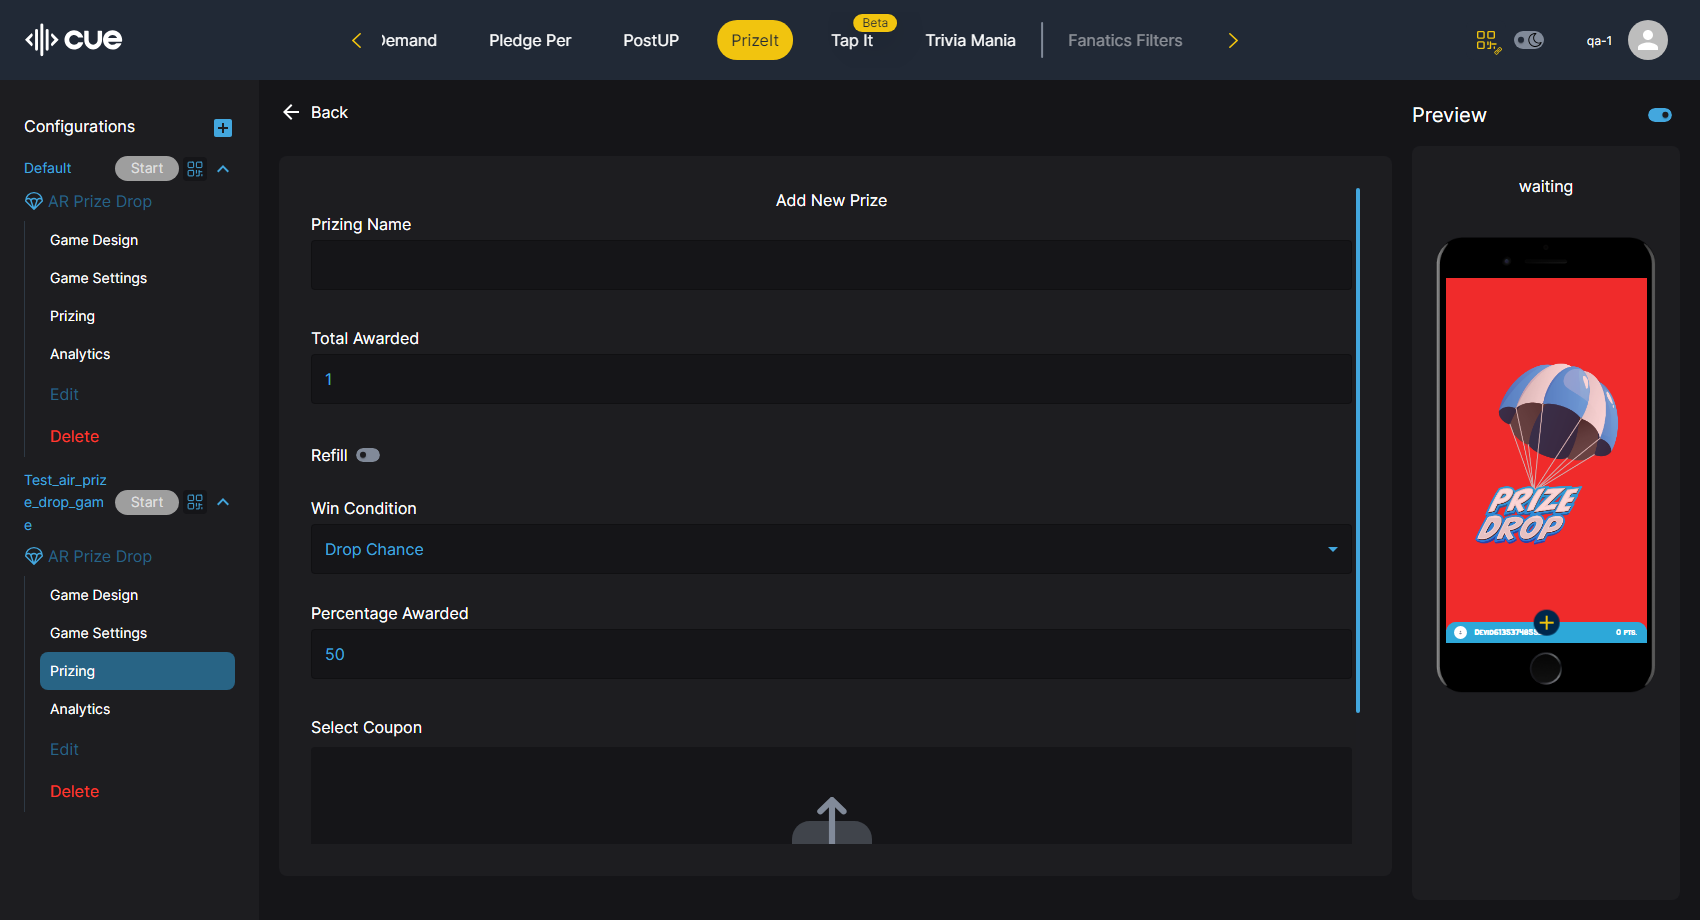 cue
Demand
Pledge Per
PostUP
PrizeIt
Beta
Tap It
Trivia Mania
Fanatics Filters
qa-1
Configurations
Default
Start
AR Prize Drop
Game Design
Game Settings
Prizing
Analytics
Edit
Delete
Test_air_priz
e_drop_gam
e
Start
AR Prize Drop
Game Design
Game Settings
Prizing
Analytics
Edit
Delete
Back
Add New Prize
Prizing Name
Total Awarded
1
Refill
Win Condition
Drop Chance
Percentage Awarded
50
Select Coupon
Preview
waiting
PRIZE
DROP
0 PTS.